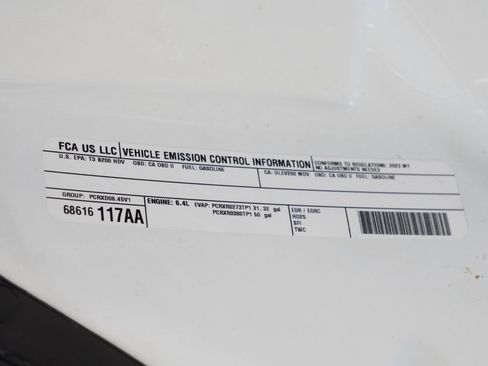 FCA US LLC VEHICLE EMISSION CONTROL INFORMATION
CONFORMS TO REGULATIONS: 2023 MY
NO ADJUSTMENTS NEEDED.
U.S. EPA: T3 B200 HDV OBD: CA OBD II FUEL: GASOLINE
CA: ULEV200 MDV OBD: CA OBD II FUEL: GASOLINE
GROUP: PCRXD06.45V1
ENGINE: 6.4L EVAP: PCRXR0273TP1 31, 32 gal
PCRXR0360TP1 50 gal
EGR / EGRC
HO2S
SFI
TWC
68616 117AA